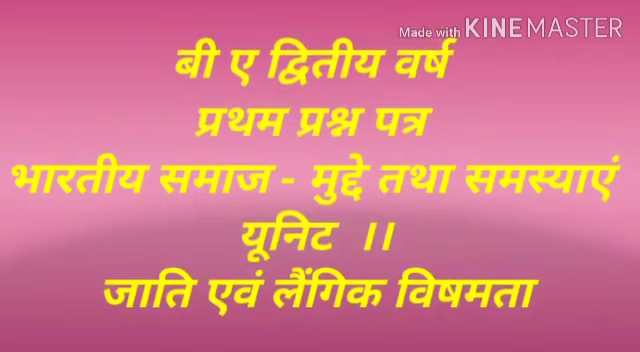 Made with KINEMASTER
बी ए द्वितीय वर्ष
प्रथम प्रश्न पत्र
भारतीय समाज - मुद्दे तथा समस्याएं
यूनिट ।।
जाति एवं लैंगिक विषमता